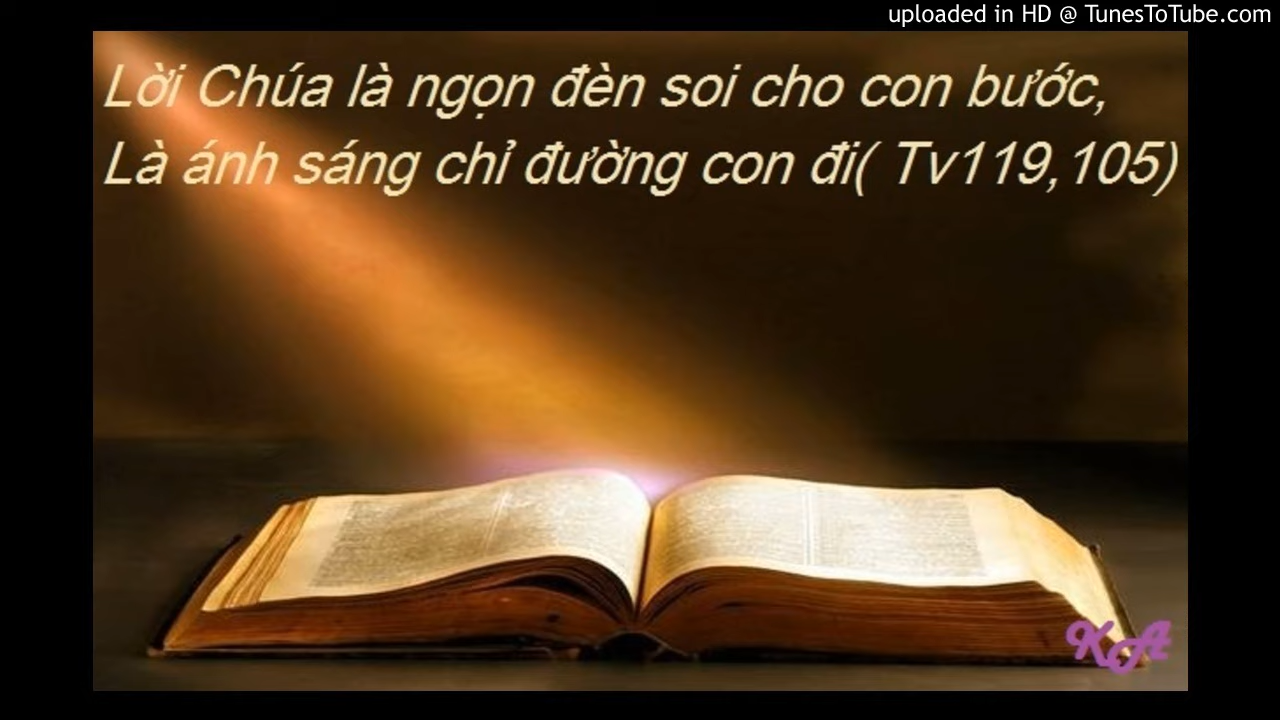 uploaded in HD @ TunesToTube.com
Lời Chúa là ngọn đèn soi cho con bước,
Là ánh sáng chỉ đường con đi( Tv119,105)
KA